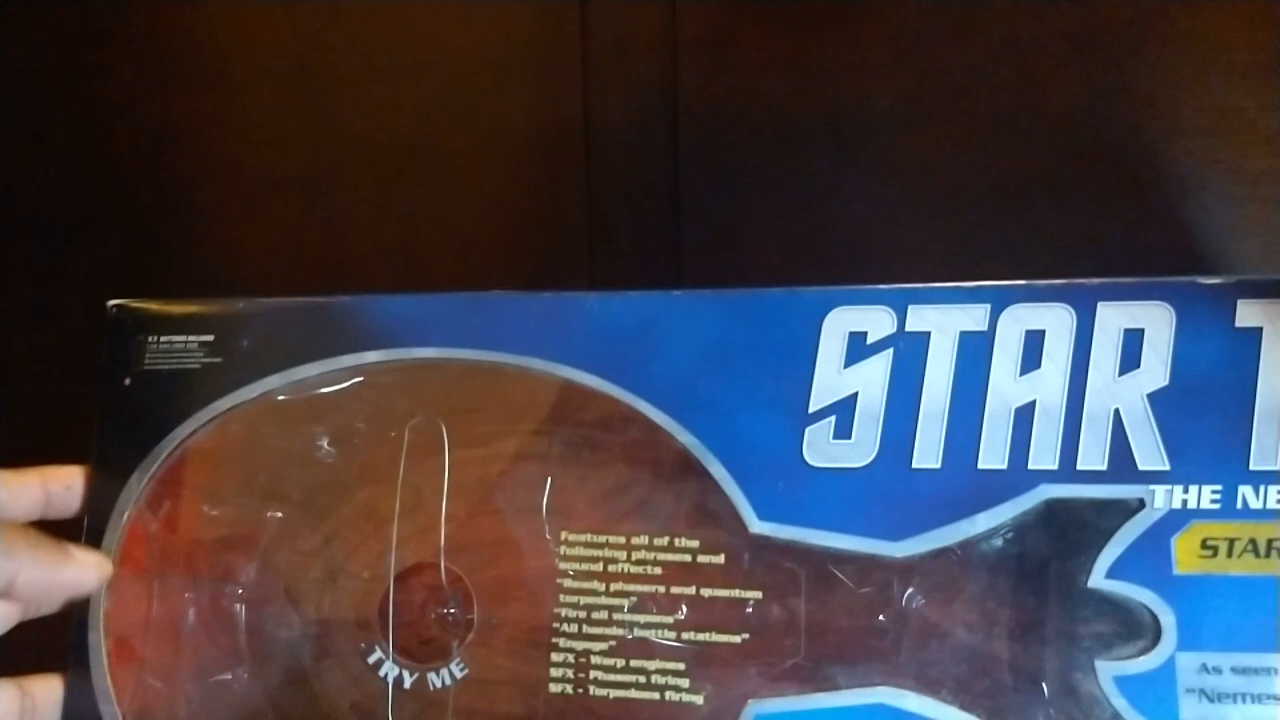 STAR T
THE NE
STAR
Features all of the
following phrases and
sound effects
"Ready phasers and quantum
torpedoes"
"Fire all weapons"
"All hands: battle stations"
"Engage"
SFX - Warp engines
SFX - Phasers firing
SFX - Torpedoes firing
TRY ME
As seen
"Nemes